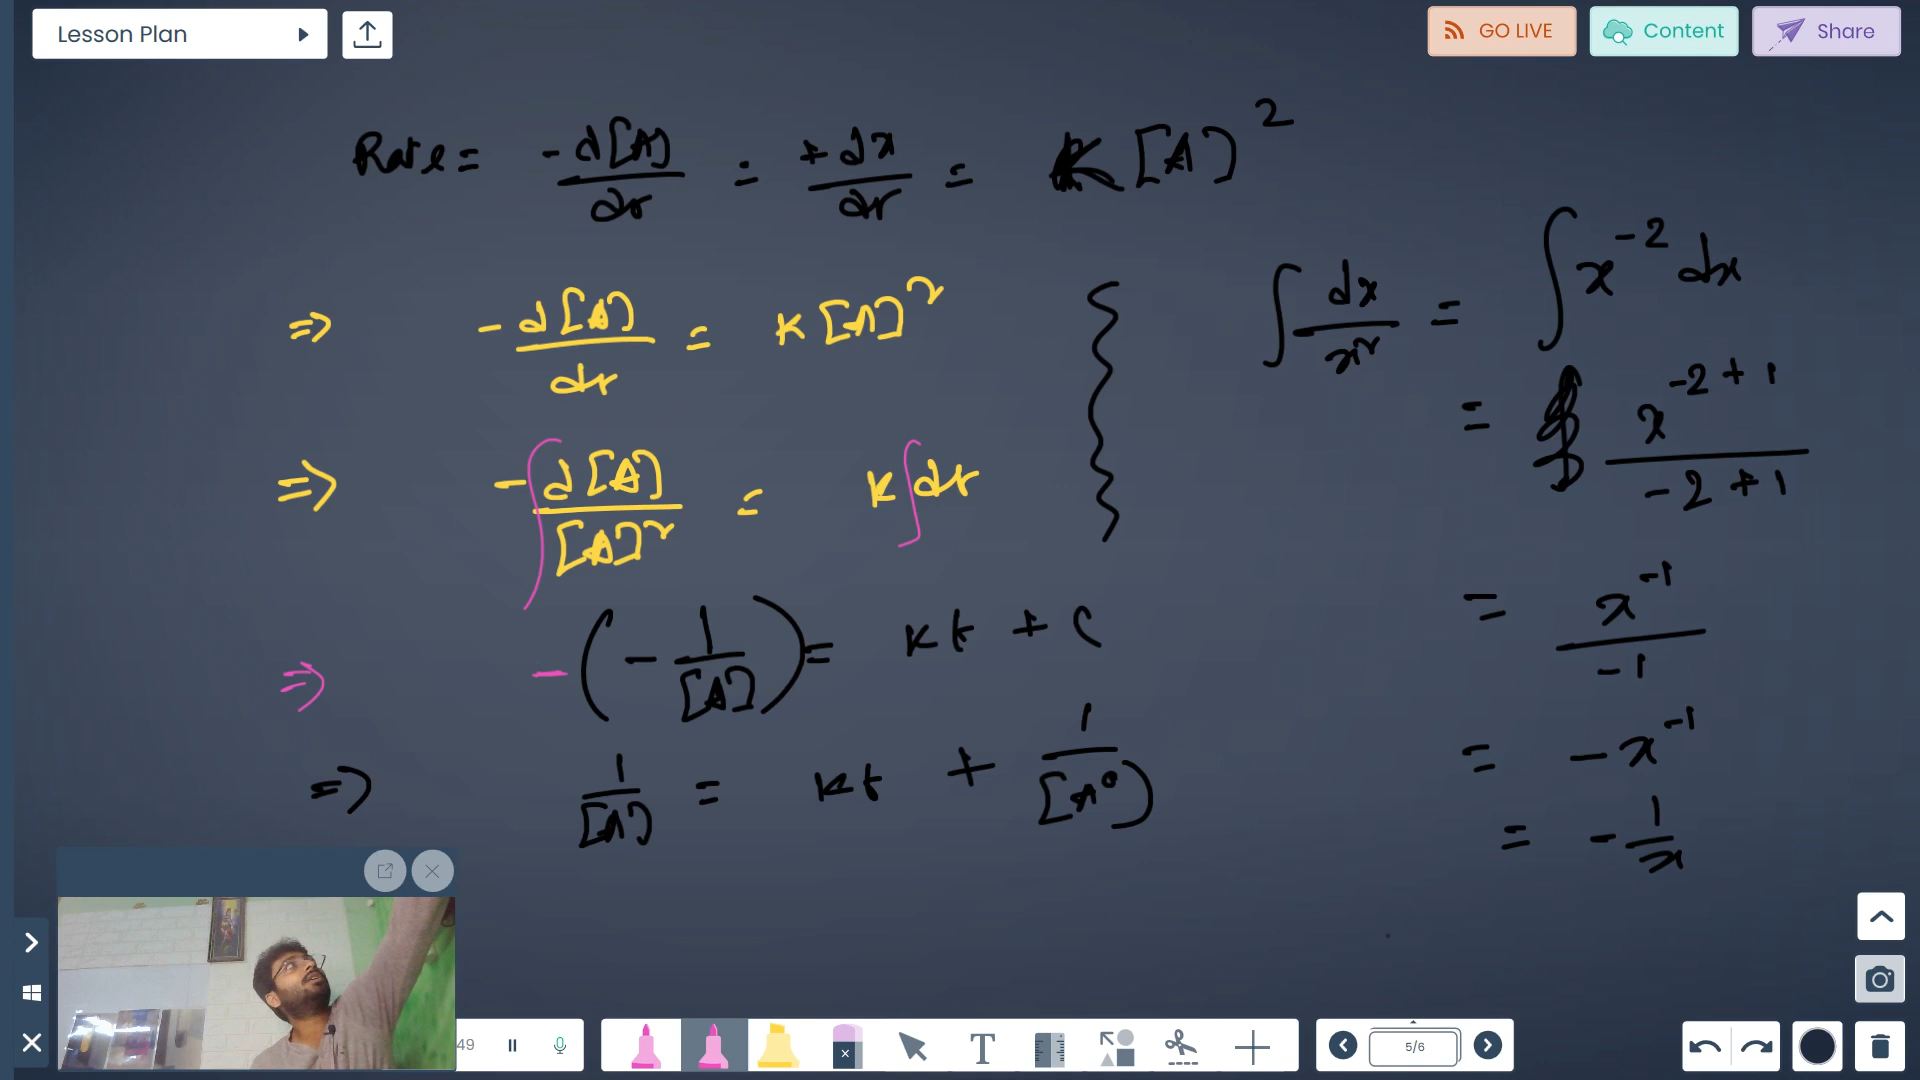 Lesson Plan
GO LIVE
Content
Share
Rate = -d[A]/dt = +dx/dt = K[A]^2
⇒ -d[A]/dt = K[A]^2
⇒ -∫d[A]/[A]^2 = K∫dt
⇒ -(-1/[A]) = Kt + C
⇒ 1/[A] = Kt + 1/[A°]
∫dx/x^2 = ∫x^-2 dx
= x^-2+1/-2+1
= x^-1/-1
= -x^-1
= -1/x
49
T
5/6